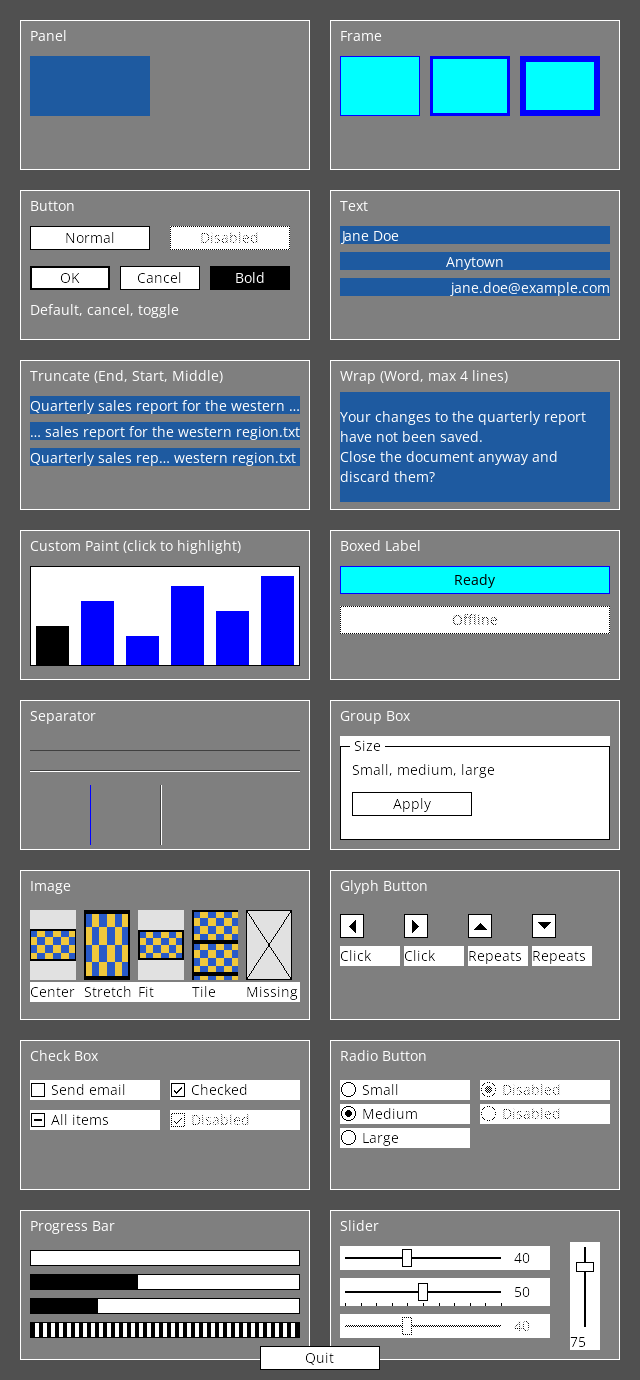 Panel
Frame
Button
Normal
Disabled
OK
Cancel
Bold
Default, cancel, toggle
Text
Jane Doe
Anytown
jane.doe@example.com
Truncate (End, Start, Middle)
Quarterly sales report for the western ...
... sales report for the western region.txt
Quarterly sales rep... western region.txt
Wrap (Word, max 4 lines)
Your changes to the quarterly report
have not been saved.
Close the document anyway and
discard them?
Custom Paint (click to highlight)
Boxed Label
Ready
Offline
Separator
Group Box
Size
Small, medium, large
Apply
Image
Center
Stretch
Fit
Tile
Missing
Glyph Button
Click
Click
Repeats
Repeats
Check Box
Send email
Checked
All items
Disabled
Radio Button
Small
Disabled
Medium
Disabled
Large
Progress Bar
Slider
40
50
40
75
Quit